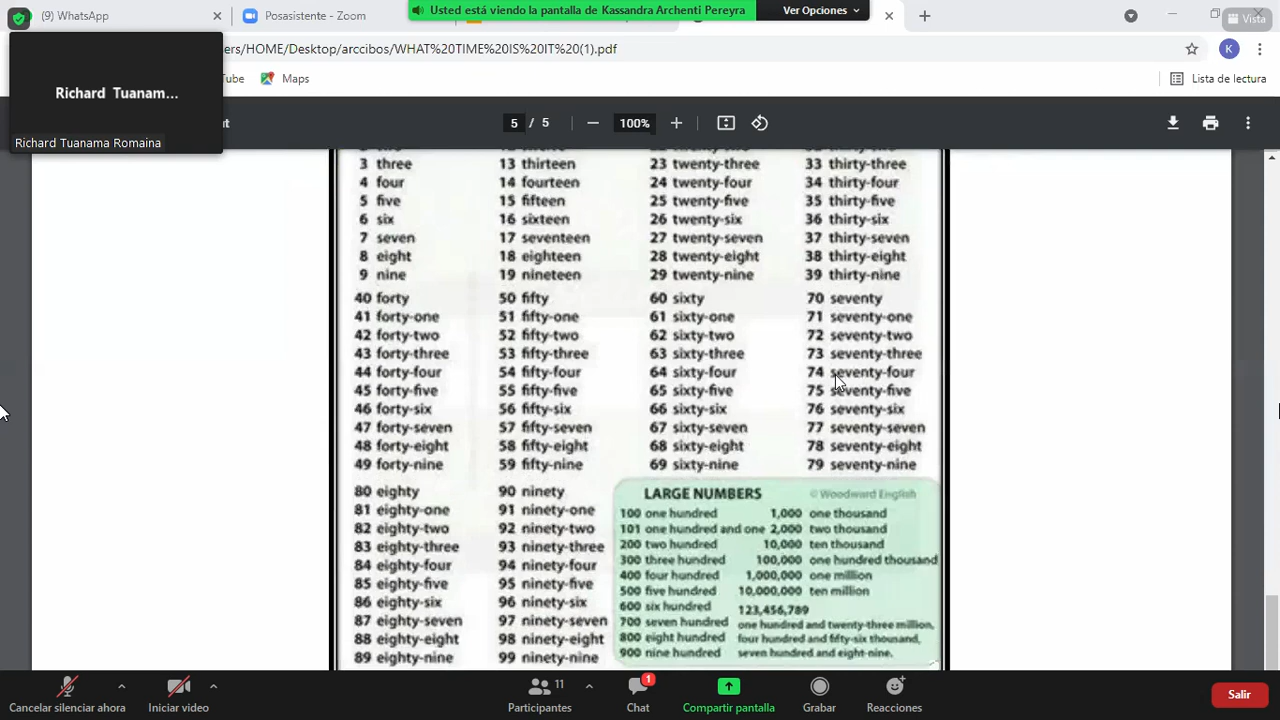 (9) WhatsApp
Posasistente - Zoom
Usted está viendo la pantalla de Kassandra Archenti Pereyra
Ver Opciones
Vista
ers/HOME/Desktop/arccibos/WHAT%20TIME%20IS%20IT%20(1).pdf
K
Richard Tuanam...
Richard Tuanama Romaina
Tube
Maps
Lista de lectura
ut
5 / 5
100%
3 three 13 thirteen 23 twenty-three 33 thirty-three
4 four 14 fourteen 24 twenty-four 34 thirty-four
5 five 15 fifteen 25 twenty-five 35 thirty-five
6 six 16 sixteen 26 twenty-six 36 thirty-six
7 seven 17 seventeen 27 twenty-seven 37 thirty-seven
8 eight 18 eighteen 28 twenty-eight 38 thirty-eight
9 nine 19 nineteen 29 twenty-nine 39 thirty-nine
40 forty 50 fifty 60 sixty 70 seventy
41 forty-one 51 fifty-one 61 sixty-one 71 seventy-one
42 forty-two 52 fifty-two 62 sixty-two 72 seventy-two
43 forty-three 53 fifty-three 63 sixty-three 73 seventy-three
44 forty-four 54 fifty-four 64 sixty-four 74 seventy-four
45 forty-five 55 fifty-five 65 sixty-five 75 seventy-five
46 forty-six 56 fifty-six 66 sixty-six 76 seventy-six
47 forty-seven 57 fifty-seven 67 sixty-seven 77 seventy-seven
48 forty-eight 58 fifty-eight 68 sixty-eight 78 seventy-eight
49 forty-nine 59 fifty-nine 69 sixty-nine 79 seventy-nine
80 eighty 90 ninety
81 eighty-one 91 ninety-one
82 eighty-two 92 ninety-two
83 eighty-three 93 ninety-three
84 eighty-four 94 ninety-four
85 eighty-five 95 ninety-five
86 eighty-six 96 ninety-six
87 eighty-seven 97 ninety-seven
88 eighty-eight 98 ninety-eight
89 eighty-nine 99 ninety-nine
LARGE NUMBERS © Woodward English
100 one hundred 1,000 one thousand
101 one hundred and one 2,000 two thousand
200 two hundred 10,000 ten thousand
300 three hundred 100,000 one hundred thousand
400 four hundred 1,000,000 one million
500 five hundred 10,000,000 ten million
600 six hundred 123,456,789
700 seven hundred one hundred and twenty-three million,
800 eight hundred four hundred and fifty-six thousand,
900 nine hundred seven hundred and eight-nine.
Cancelar silenciar ahora
Iniciar video
11
Participantes
1
Chat
Compartir pantalla
Grabar
Reacciones
Salir